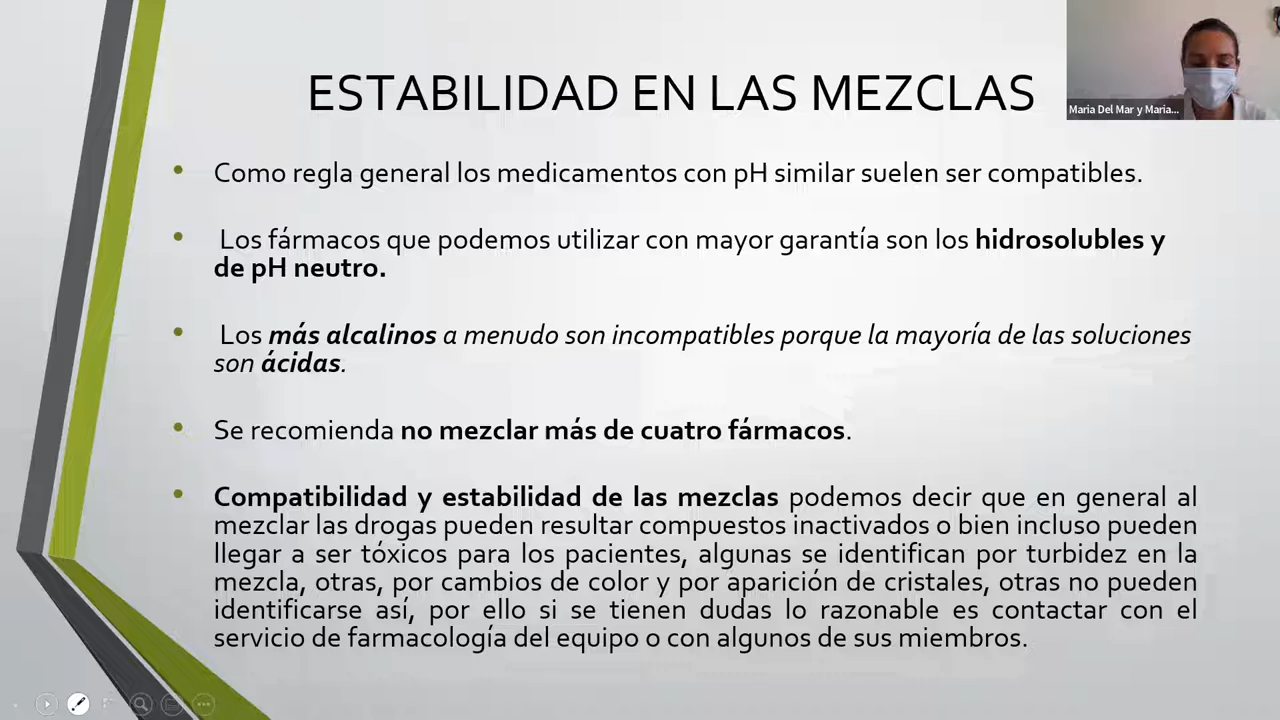 ESTABILIDAD EN LAS MEZCLAS
Maria Del Mar y Maria...
• Como regla general los medicamentos con pH similar suelen ser compatibles.
• Los fármacos que podemos utilizar con mayor garantía son los hidrosolubles y
de pH neutro.
• Los más alcalinos a menudo son incompatibles porque la mayoría de las soluciones
son ácidas.
• Se recomienda no mezclar más de cuatro fármacos.
• Compatibilidad y estabilidad de las mezclas podemos decir que en general al
mezclar las drogas pueden resultar compuestos inactivados o bien incluso pueden
llegar a ser tóxicos para los pacientes, algunas se identifican por turbidez en la
mezcla, otras, por cambios de color y por aparición de cristales, otras no pueden
identificarse así, por ello si se tienen dudas lo razonable es contactar con el
servicio de farmacología del equipo o con algunos de sus miembros.